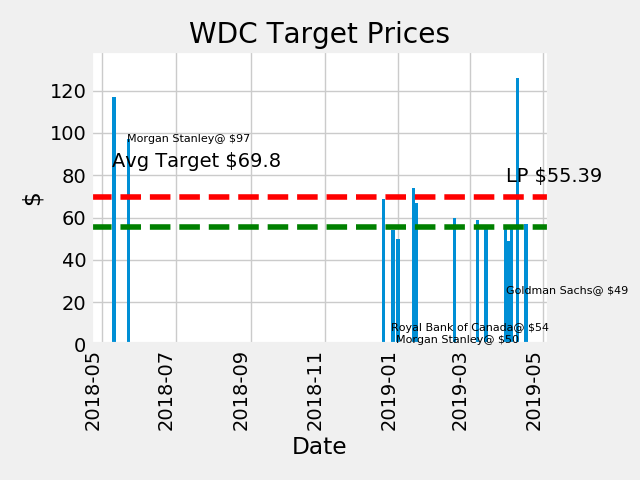 WDC Target Prices
120
100
80
60
40
20
0
$
Morgan Stanley@ $97
Avg Target $69.8
LP $55.39
Goldman Sachs@ $49
Royal Bank of Canada@ $54
Morgan Stanley@ $50
2018-05
2018-07
2018-09
2018-11
2019-01
2019-03
2019-05
Date